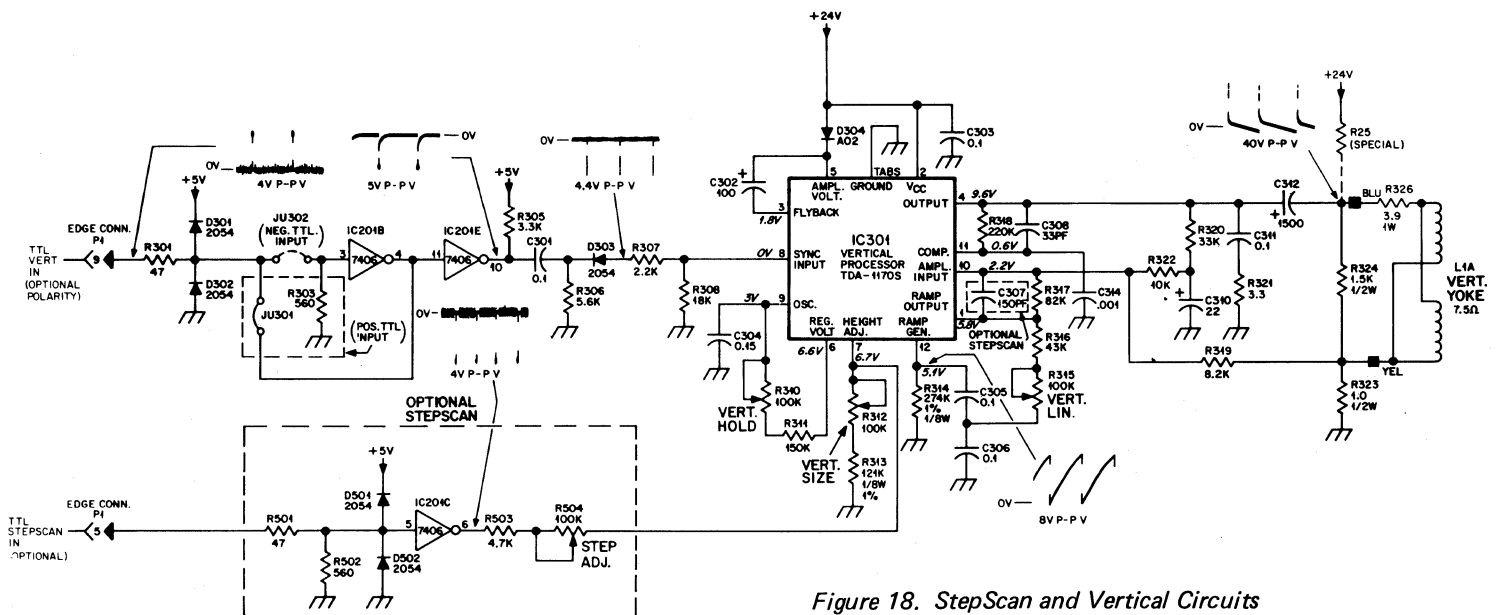 +24V
+24V
0V
40V P-P V
R25
(SPECIAL)
D304
A02
C303
0.1
C302
100
TABS
5
2
AMPL.
VOLT.
GROUND
VCC
3
FLYBACK
1.8V
OUTPUT
4
9.6V
R318
220K
C308
33PF
IC301
VERTICAL
PROCESSOR
TDA-1170S
COMP.
11
0.6V
AMPL.
INPUT
10
2.2V
RAMP
OUTPUT
1
5.8V
0V
8
SYNC
INPUT
3V
9
OSC.
REG.
VOLT
6
6.6V
HEIGHT
ADJ.
7
6.7V
RAMP
GEN.
12
5.1V
C307
150PF
OPTIONAL
STEPSCAN
R317
82K
C314
.001
R316
43K
R315
100K
VERT.
LIN.
R322
10K
R320
33K
C310
22
C311
0.1
R321
3.3
C312
1500
BLU
R326
3.9
1W
R324
1.5K
1/2W
L1A
VERT.
YOKE
7.5Ω
R319
8.2K
YEL
R323
1.0
1/2W
0V
4V P-P V
5V P-P V
0V
0V
4.4V P-P V
EDGE CONN.
P1
TTL
VERT IN
(OPTIONAL
POLARITY)
9
R301
47
+5V
D301
2054
D302
2054
JU302
(NEG. TTL.
INPUT)
R303
560
JU301
(POS. TTL
INPUT)
IC201B
3
7406
4
IC201E
11
7406
10
+5V
R305
3.3K
C301
0.1
D303
2054
R306
5.6K
R307
2.2K
R308
18K
0V
4V P-P V
C304
0.15
R310
100K
VERT.
HOLD
R311
150K
R312
100K
VERT.
SIZE
R313
121K
1/8W
1%
R314
274K
1%
1/8W
C305
0.1
C306
0.1
0V
8V P-P V
OPTIONAL
STEPSCAN
+5V
EDGE CONN.
P1
TTL
STEPSCAN
IN
OPTIONAL)
5
R501
47
R502
560
D501
2054
D502
2054
IC201C
5
7406
6
R503
4.7K
R504
100K
STEP
ADJ.
Figure 18. StepScan and Vertical Circuits